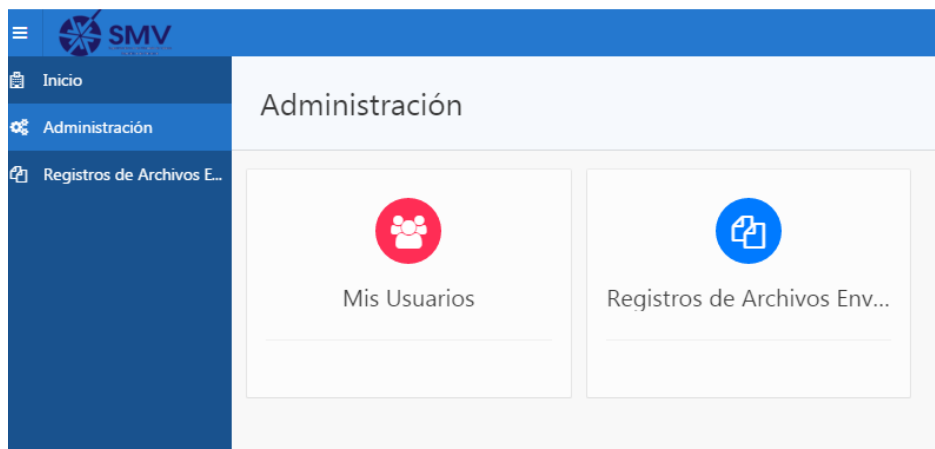 SMV
Inicio
Administración
Registros de Archivos E...
Administración
Mis Usuarios
Registros de Archivos Env...